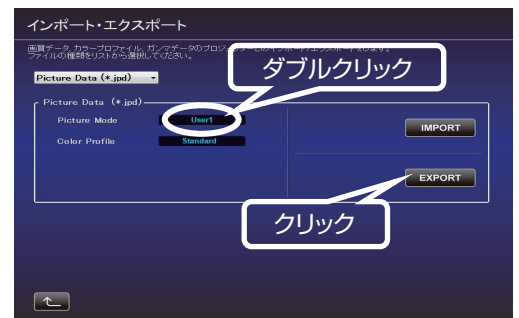 インポート・エクスポート
画質データ、カラープロファイル、ガンマデータのプロジェクターとのインポート/エクスポートをします。
ファイルの種類をリストから選択してください。
ダブルクリック
Picture Data (*.jpd)
Picture Data (*.jpd)
Picture Mode User1
IMPORT
Color Profile Standard
EXPORT
クリック